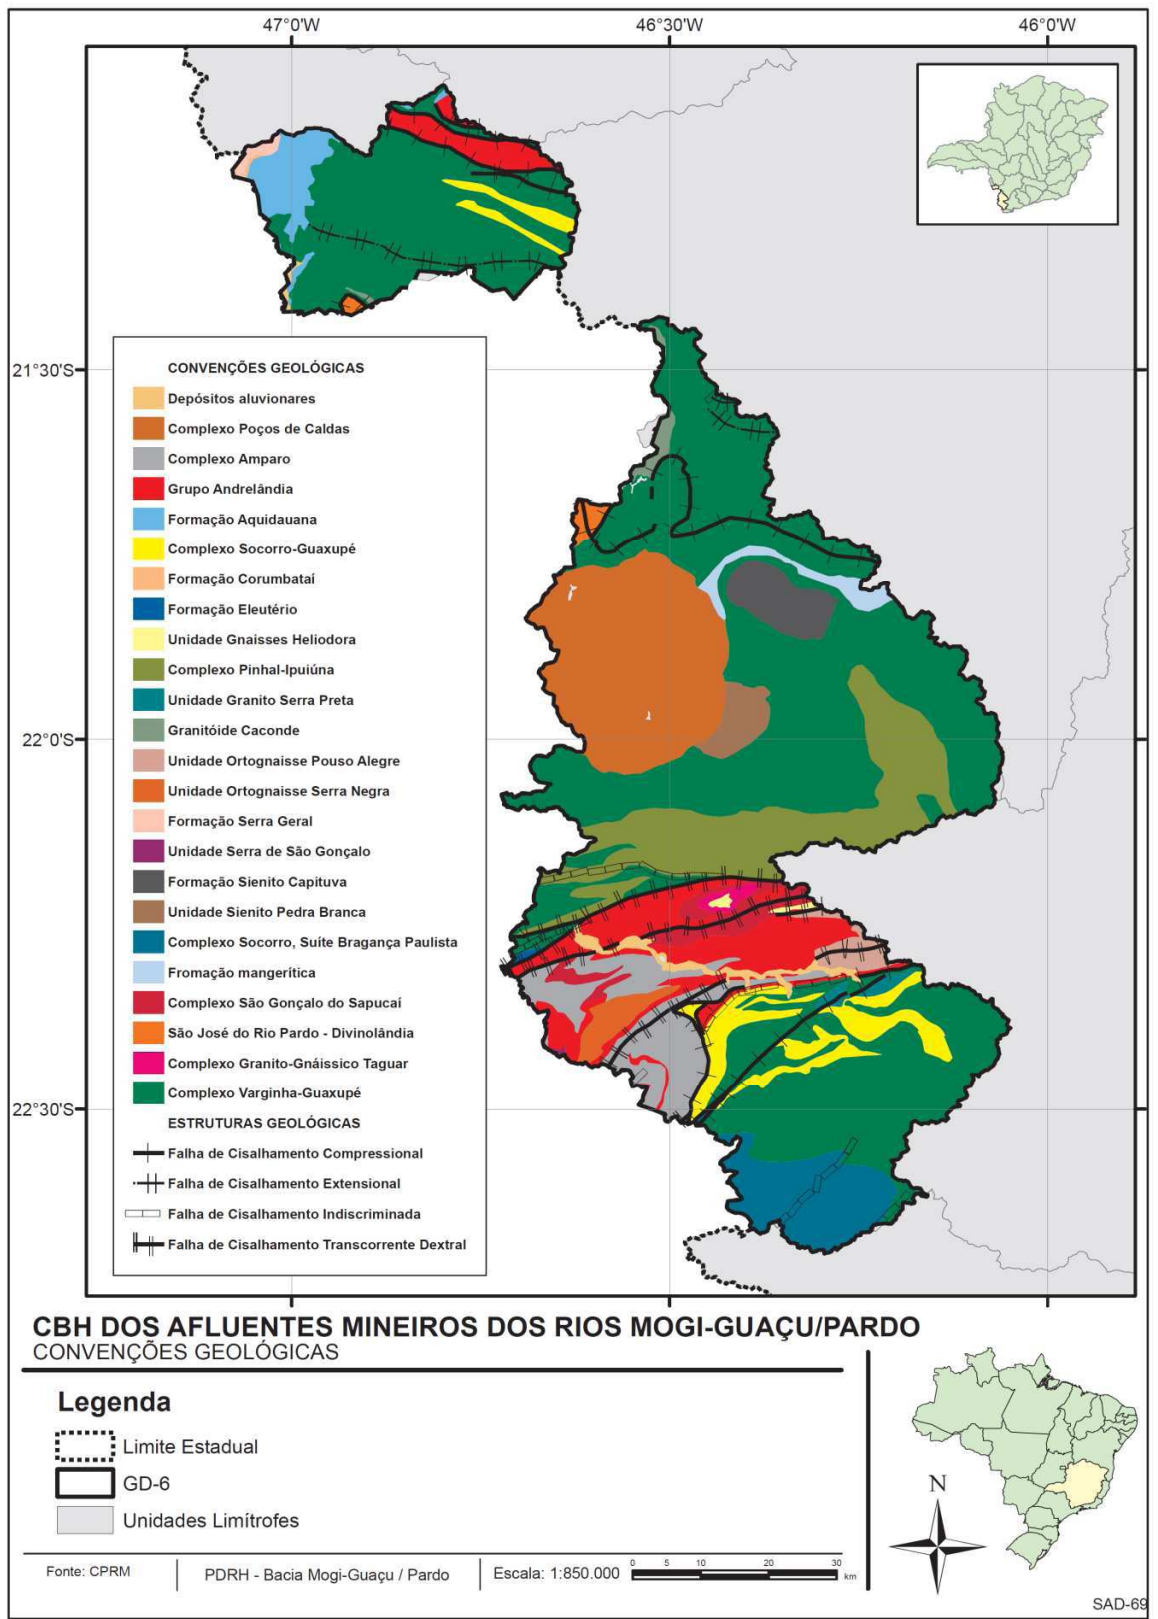 47°0'W
46°30'W
46°0'W
21°30'S
22°0'S
22°30'S
CONVENÇÕES GEOLÓGICAS
Depósitos aluvionares
Complexo Poços de Caldas
Complexo Amparo
Grupo Andrelândia
Formação Aquidauana
Complexo Socorro-Guaxupé
Formação Corumbataí
Formação Eleutério
Unidade Gnaisses Heliodora
Complexo Pinhal-Ipuiúna
Unidade Granito Serra Preta
Granitóide Caconde
Unidade Ortognaisse Pouso Alegre
Unidade Ortognaisse Serra Negra
Formação Serra Geral
Unidade Serra de São Gonçalo
Formação Sienito Capituva
Unidade Sienito Pedra Branca
Complexo Socorro, Suíte Bragança Paulista
Fromação mangerítica
Complexo São Gonçalo do Sapucaí
São José do Rio Pardo - Divinolândia
Complexo Granito-Gnáissico Taguar
Complexo Varginha-Guaxupé
ESTRUTURAS GEOLÓGICAS
Falha de Cisalhamento Compressional
Falha de Cisalhamento Extensional
Falha de Cisalhamento Indiscriminada
Falha de Cisalhamento Transcorrente Dextral
CBH DOS AFLUENTES MINEIROS DOS RIOS MOGI-GUAÇU/PARDO
CONVENÇÕES GEOLÓGICAS
Legenda
Limite Estadual
GD-6
Unidades Limítrofes
N
Fonte: CPRM
PDRH - Bacia Mogi-Guaçu / Pardo
Escala: 1:850.000
0 5 10 20 30
km
SAD-69